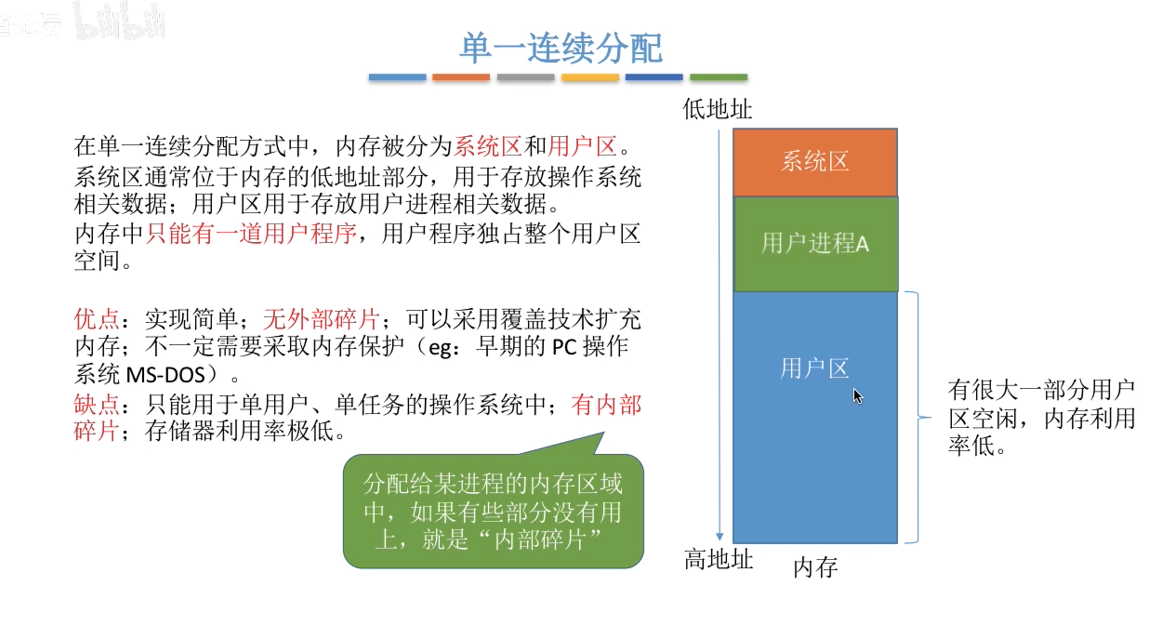 单一连续分配
在单一连续分配方式中，内存被分为系统区和用户区。
系统区通常位于内存的低地址部分，用于存放操作系统
相关数据；用户区用于存放用户进程相关数据。
内存中只能有一道用户程序，用户程序独占整个用户区
空间。
优点：实现简单；无外部碎片；可以采用覆盖技术扩充
内存；不一定需要采取内存保护（eg：早期的 PC 操作
系统 MS-DOS）。
缺点：只能用于单用户、单任务的操作系统中；有内部
碎片；存储器利用率极低。
分配给某进程的内存区域
中，如果有些部分没有用
上，就是“内部碎片”
低地址
系统区
用户进程A
用户区
高地址
内存
有很大一部分用户
区空闲，内存利用
率低。
bilibili